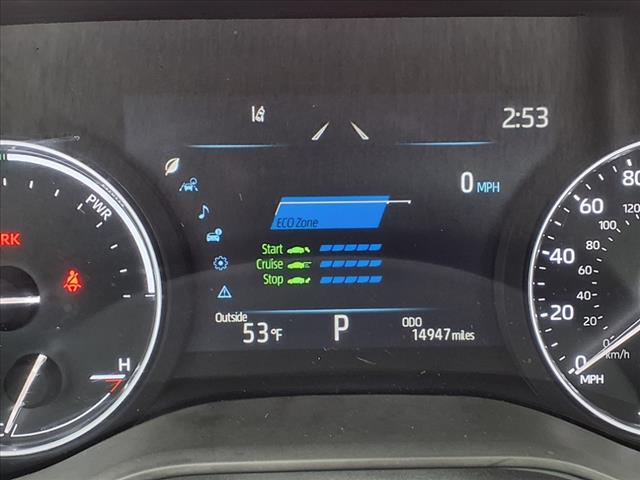 2:53
0 MPH
PWR
RK
ECO Zone
Start
Cruise
Stop
Outside
53°F
P
ODO
14947 miles
H
80
60
40
20
0
MPH
120
100
80
60
40
20
0
km/h